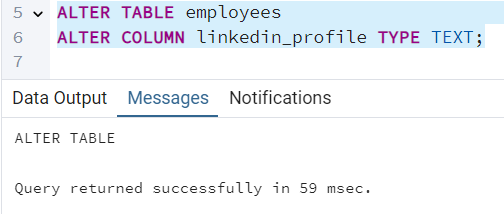 5 ALTER TABLE employees
6 ALTER COLUMN linkedin_profile TYPE TEXT;
7
Data Output Messages Notifications
ALTER TABLE
Query returned successfully in 59 msec.